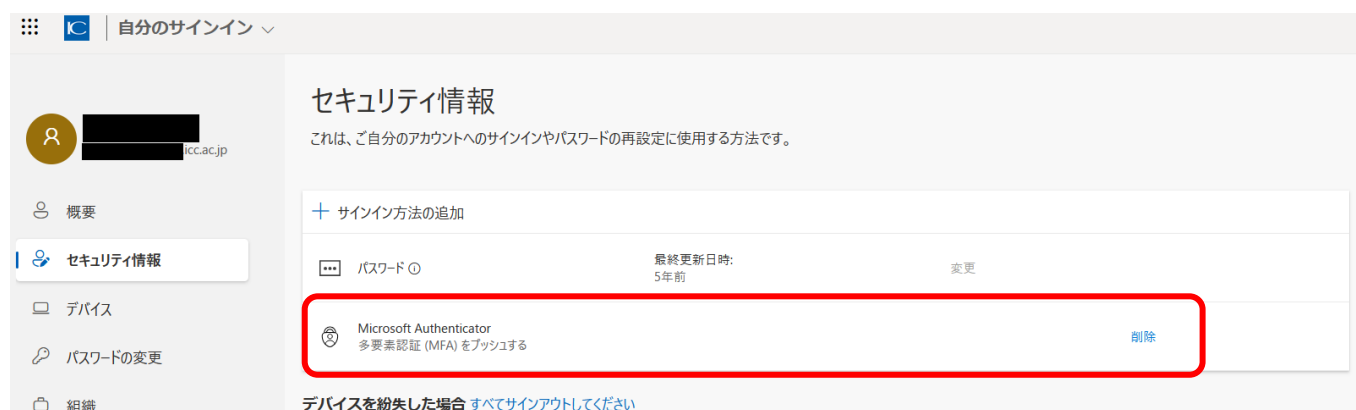 IC 自分のサインイン
セキュリティ情報
これは、ご自分のアカウントへのサインインやパスワードの再設定に使用する方法です。
.icc.ac.jp
概要
セキュリティ情報
デバイス
パスワードの変更
組織
+ サインイン方法の追加
パスワード
最終更新日時:
5年前
変更
Microsoft Authenticator
多要素認証 (MFA) をプッシュする
削除
デバイスを紛失した場合 すべてサインアウトしてください